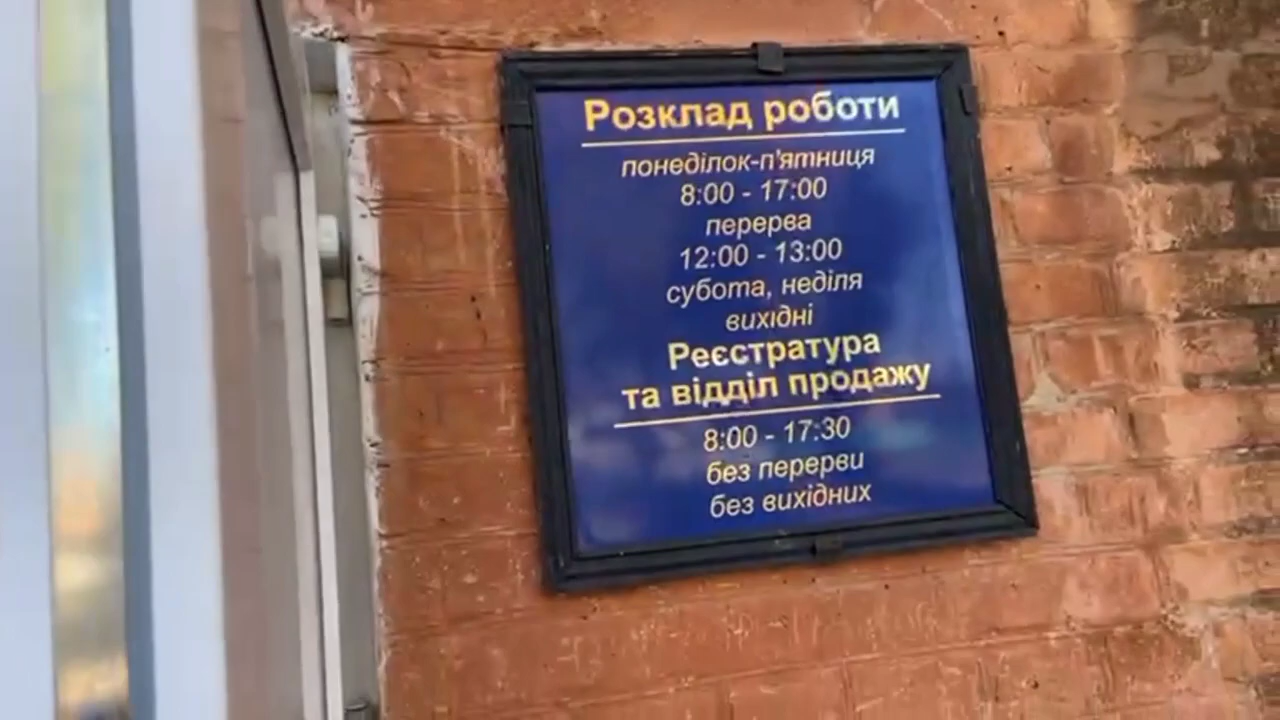 Розклад роботи
понеділок-п'ятниця
8:00 - 17:00
перерва
12:00 - 13:00
субота, неділя
вихідні
Реєстратура
та відділ продажу
8:00 - 17:30
без перерви
без вихідних